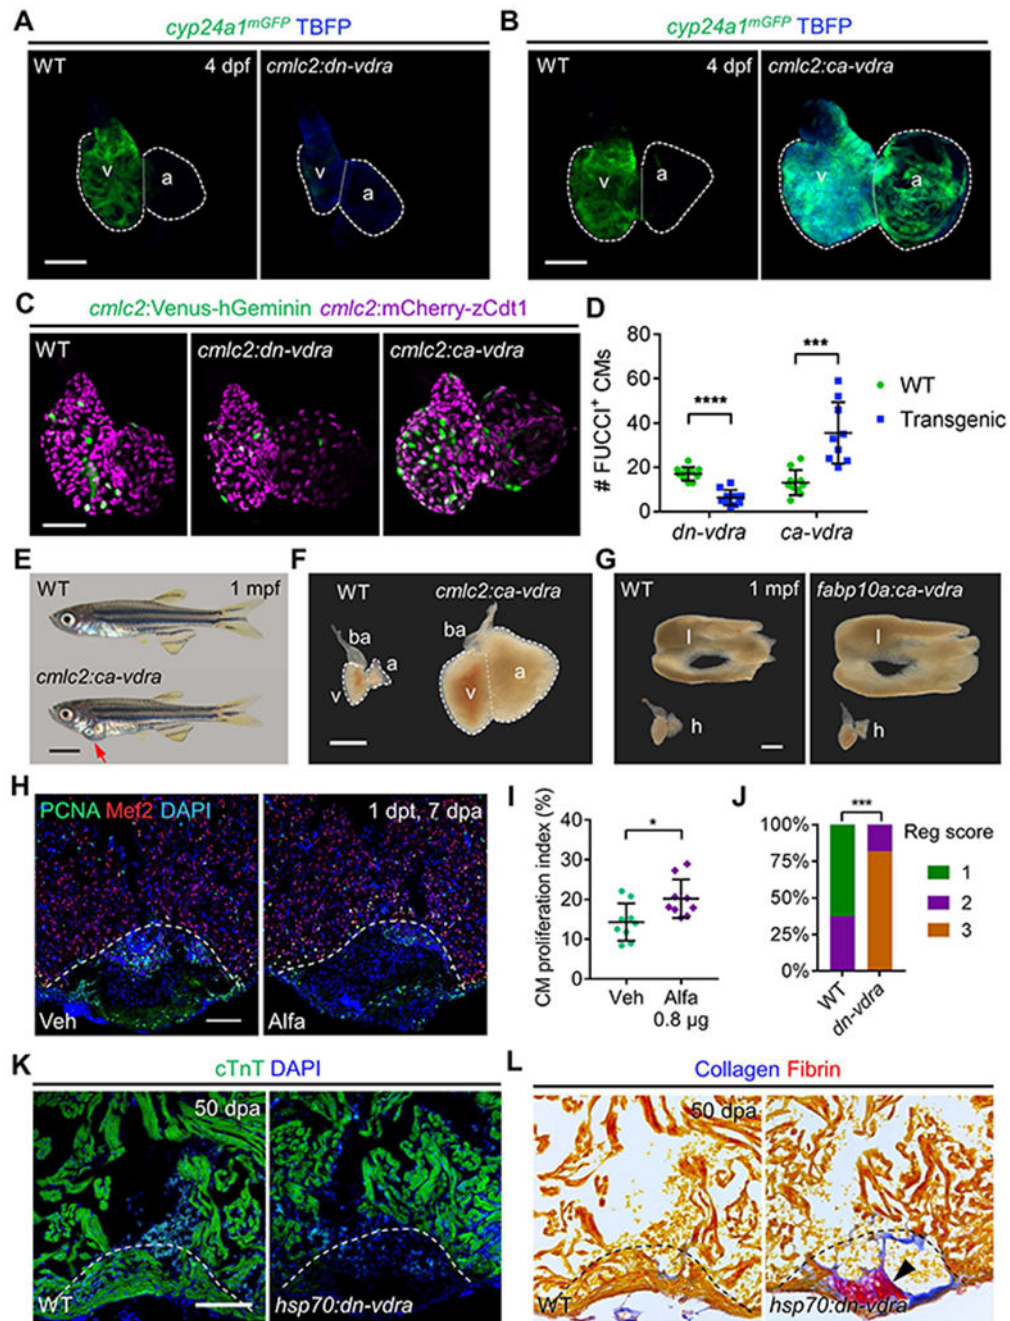 A
cyp24a1mGFP TBFP
WT 4 dpf
cmlc2:dn-vdra
v
a
v
a
B
cyp24a1mGFP TBFP
WT 4 dpf
cmlc2:ca-vdra
v
a
v
a
C
cmlc2:Venus-hGeminin cmlc2:mCherry-zCdt1
WT
cmlc2:dn-vdra
cmlc2:ca-vdra
D
# FUCCI+ CMs
80
60
40
20
0
****
***
WT
Transgenic
dn-vdra
ca-vdra
E
WT 1 mpf
cmlc2:ca-vdra
F
WT
cmlc2:ca-vdra
ba
a
v
ba
a
v
G
WT 1 mpf
fabp10a:ca-vdra
l
h
l
h
H
PCNA Mef2 DAPI
1 dpt, 7 dpa
Veh
Alfa
I
CM proliferation index (%)
40
30
20
10
0
*
Veh
Alfa
0.8 µg
J
***
100%
75%
50%
25%
0%
WT
dn-vdra
Reg score
1
2
3
K
cTnT DAPI
50 dpa
WT
hsp70:dn-vdra
L
Collagen Fibrin
50 dpa
WT
hsp70:dn-vdra